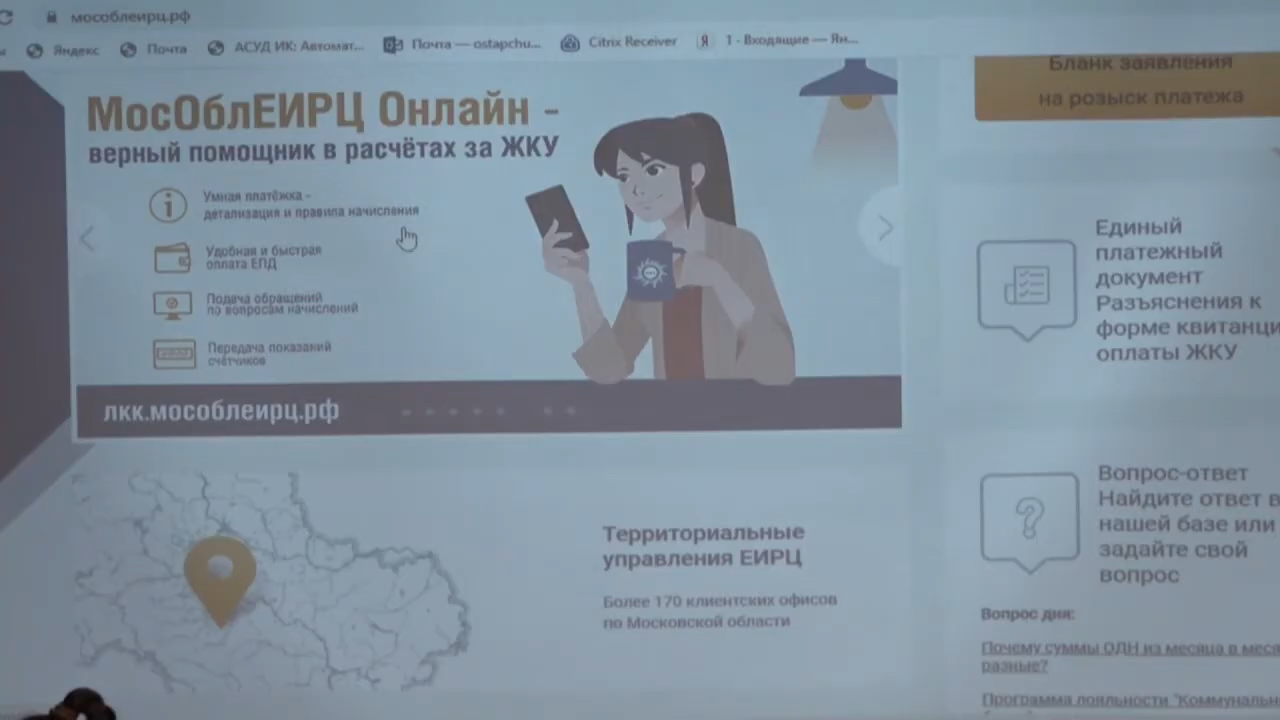 мособлеирц.рф
Яндекс
Почта
АСУД ИК: Автомат...
Почта — ostapchu...
Citrix Receiver
1 - Входящие — Ян...
МосОблЕИРЦ Онлайн -
верный помощник в расчётах за ЖКУ
Умная платёжка -
детализация и правила начисления
Удобная и быстрая
оплата ЕПД
Подача обращений
по вопросам начислений
Передача показаний
счётчиков
лкк.мособлеирц.рф
Территориальные
управления ЕИРЦ
Более 170 клиентских офисов
по Московской области
Бланк заявления
на розыск платежа
Единый
платежный
документ
Разъяснения к
форме квитанци
оплаты ЖКУ
Вопрос-ответ
Найдите ответ в
нашей базе или
задайте свой
вопрос
Вопрос дня:
Почему суммы ОДН из месяца в меся
разные?
Программа лояльности "Коммунальн